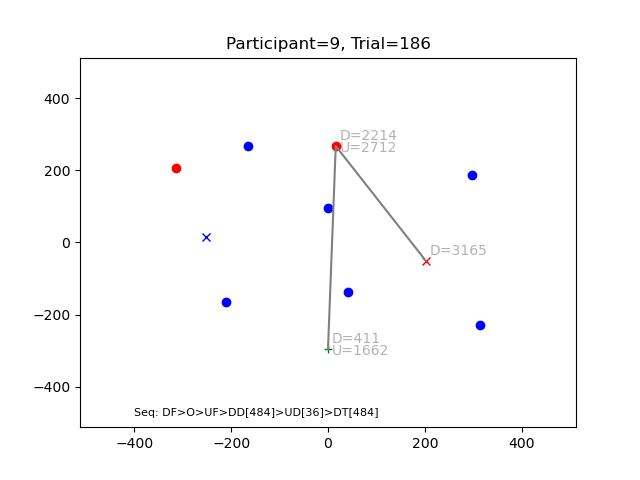 Participant=9, Trial=186
400
200
0
−200
−400
−400
−200
0
200
400
D=2214
U=2712
D=3165
D=411
U=1662
Seq: DF>O>UF>DD[484]>UD[36]>DT[484]